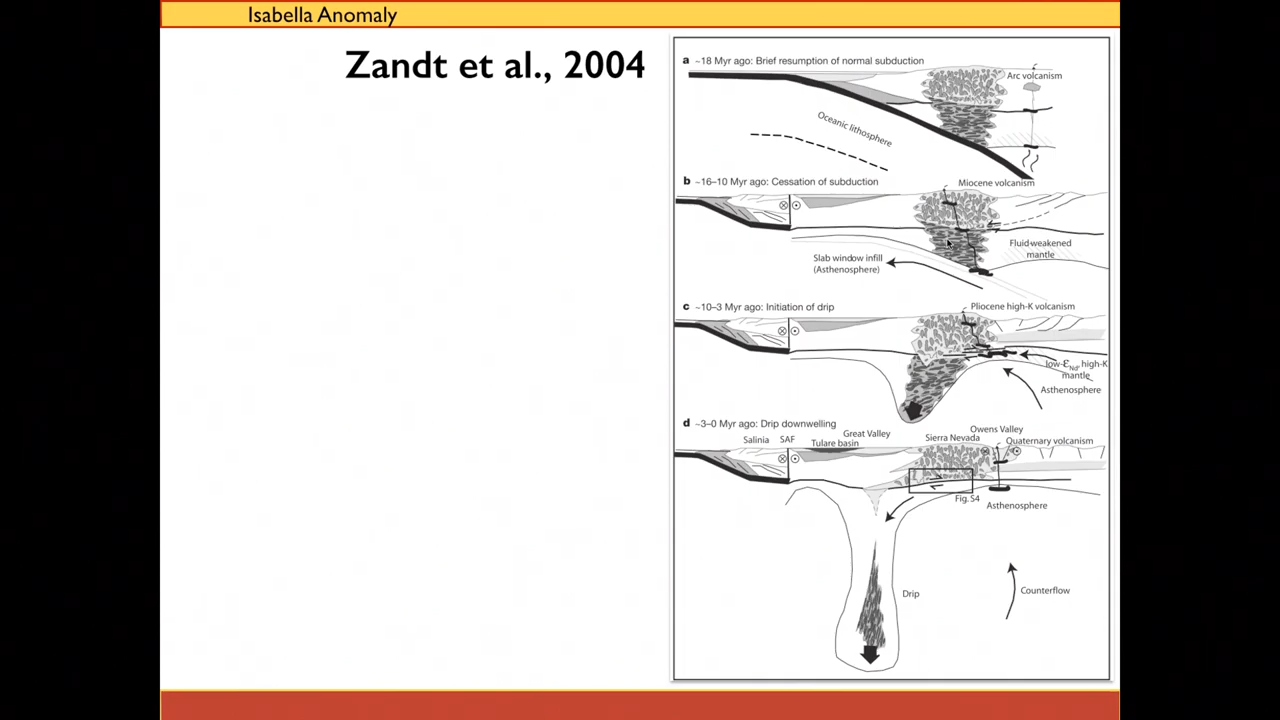 Isabella Anomaly
Zandt et al., 2004
a ~18 Myr ago: Brief resumption of normal subduction
Arc volcanism
Oceanic lithosphere
b ~16–10 Myr ago: Cessation of subduction
Miocene volcanism
Fluid-weakened
mantle
Slab window infill
(Asthenosphere)
c ~10–3 Myr ago: Initiation of drip
Pliocene high-K volcanism
low-ℰNd, high-K
mantle
Asthenosphere
d ~3–0 Myr ago: Drip downwelling
Salinia
SAF
Great Valley
Tulare basin
Sierra Nevada
Owens Valley
Quaternary volcanism
Fig. S4
Asthenosphere
Drip
Counterflow